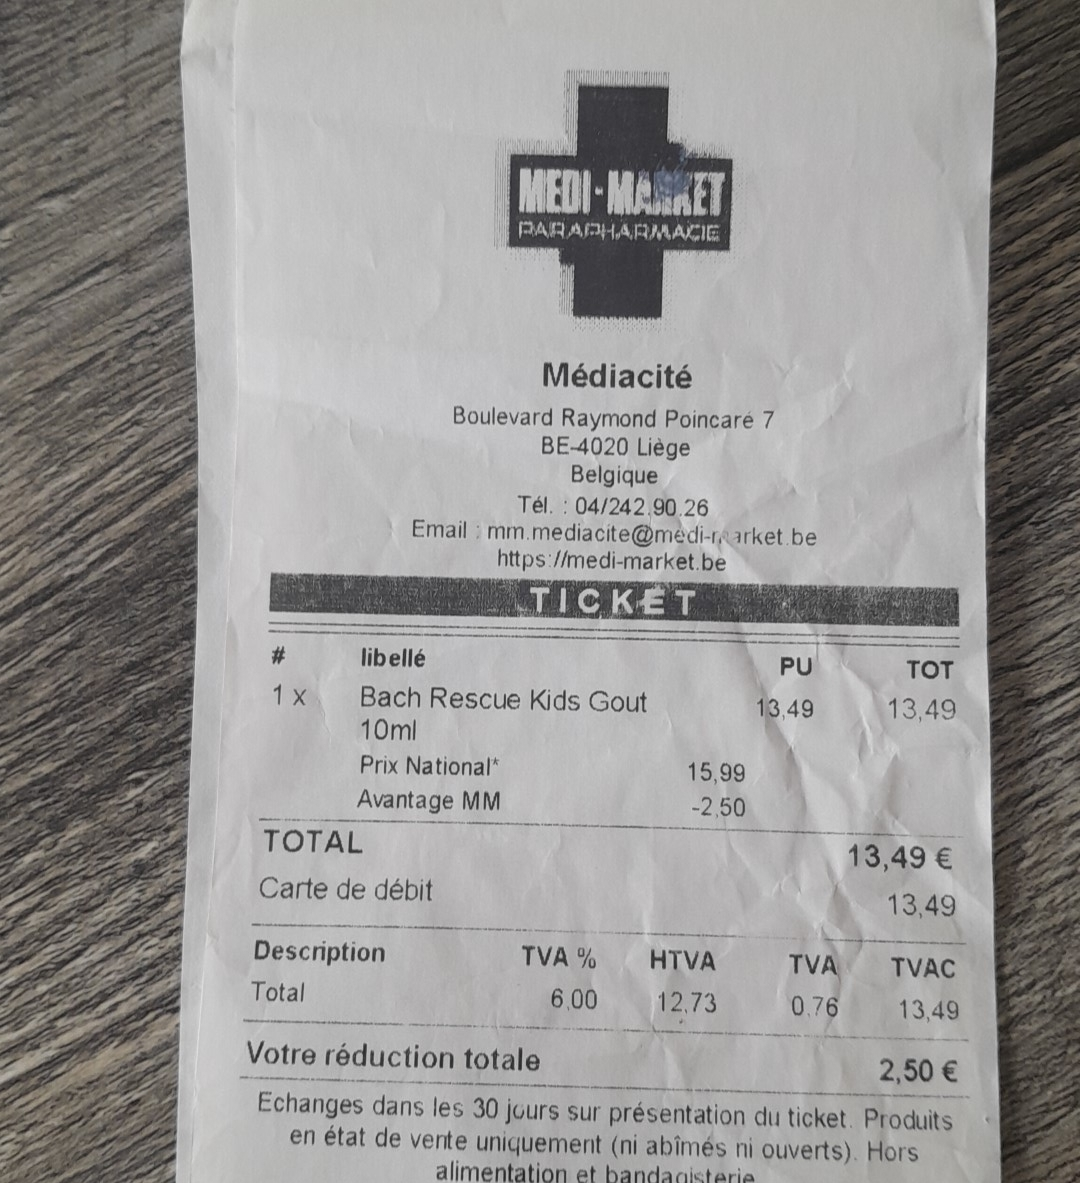 MEDI-MARKET
PARAPHARMACIE
Médiacité
Boulevard Raymond Poincaré 7
BE-4020 Liège
Belgique
Tél. : 04/242.90.26
Email : mm.mediacite@medi-market.be
https://medi-market.be
TICKET
# libellé PU TOT
1 x Bach Rescue Kids Gout 13,49 13,49
10ml
Prix National* 15,99
Avantage MM -2,50
TOTAL 13,49 €
Carte de débit 13,49
Description TVA % HTVA TVA TVAC
Total 6,00 12,73 0.76 13,49
Votre réduction totale 2,50 €
Echanges dans les 30 jours sur présentation du ticket. Produits
en état de vente uniquement (ni abîmés ni ouverts). Hors
alimentation et bandagisterie